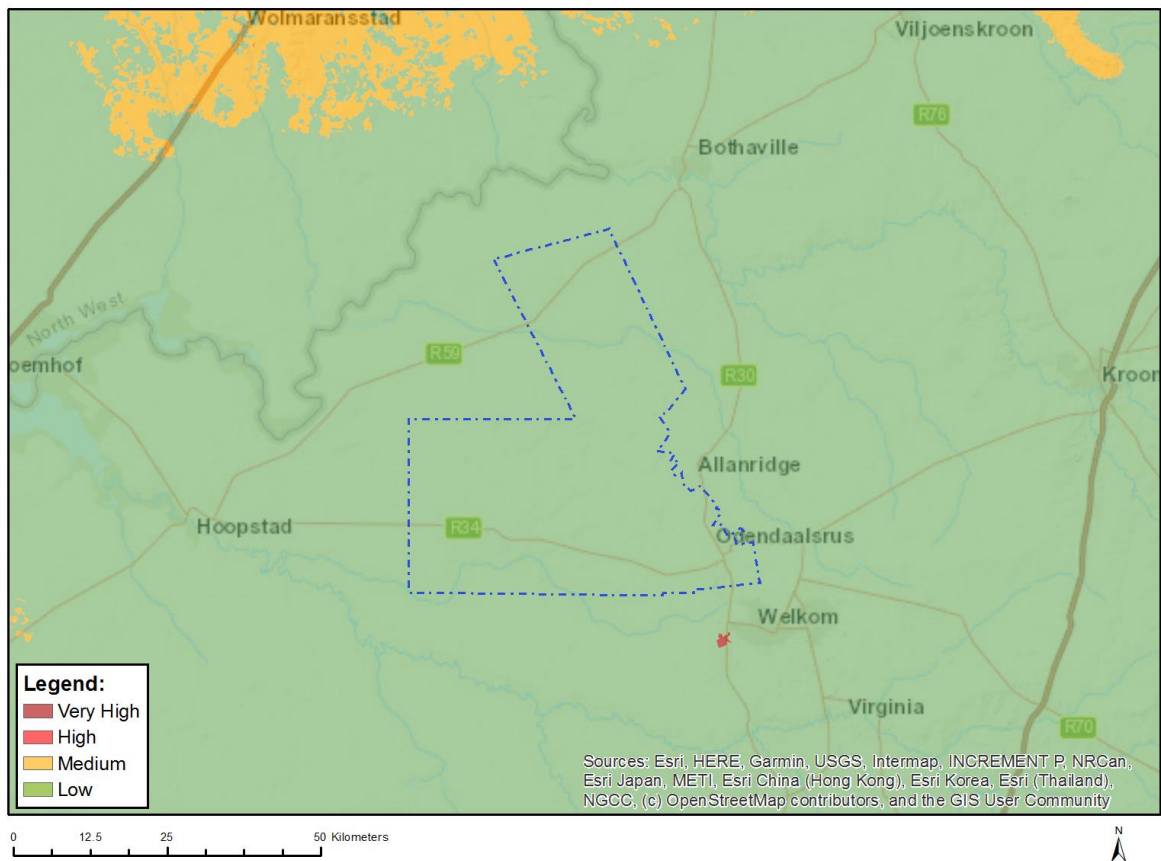 Wolmaransstad
Viljoenskroon
R76
Bothaville
North West
oemhof
R59
R30
Kroon
Allanridge
Hoopstad
R34
Odendaalsrus
Welkom
Virginia
R70
Legend:
Very High
High
Medium
Low
Sources: Esri, HERE, Garmin, USGS, Intermap, INCREMENT P, NRCan,
Esri Japan, METI, Esri China (Hong Kong), Esri Korea, Esri (Thailand),
NGCC, (c) OpenStreetMap contributors, and the GIS User Community
0 12.5 25 50 Kilometers
N